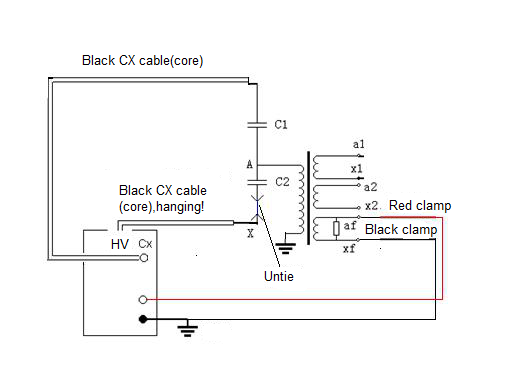 Black CX cable(core)
C1
a1
A
x1
C2
a2
Black CX cable
(core),hanging!
x2
Red clamp
af
Black clamp
X
HV
Cx
xf
Untie